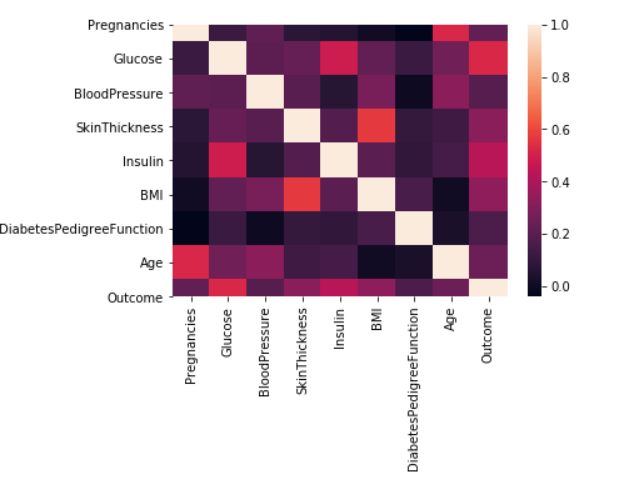 Pregnancies
Glucose
BloodPressure
SkinThickness
Insulin
BMI
DiabetesPedigreeFunction
Age
Outcome
Pregnancies
Glucose
BloodPressure
SkinThickness
Insulin
BMI
DiabetesPedigreeFunction
Age
Outcome
1.0
0.8
0.6
0.4
0.2
0.0